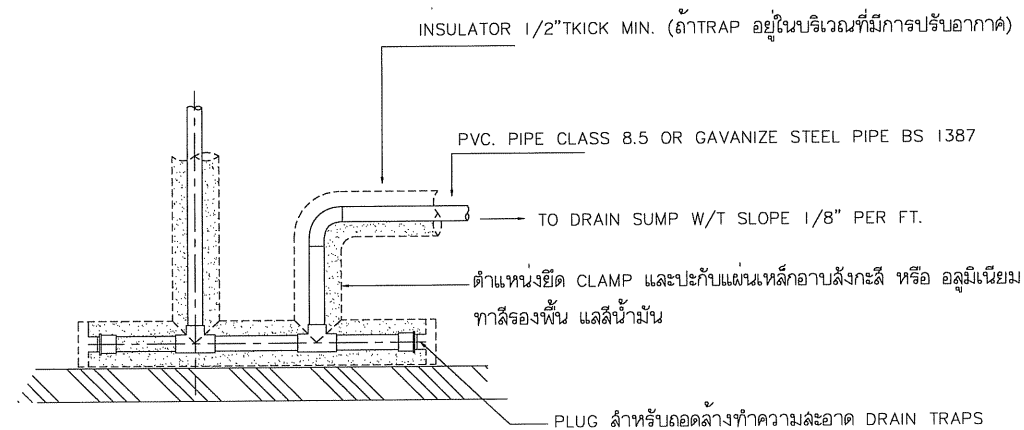 INSULATOR 1/2"TKICK MIN. (ถ้าTRAP อยู่ในบริเวณที่มีการปรับอากาศ)
PVC. PIPE CLASS 8.5 OR GAVANIZE STEEL PIPE BS 1387
TO DRAIN SUMP W/T SLOPE 1/8" PER FT.
ตำแหน่งยึด CLAMP และปะกับแผ่นเหล็กอาบสังกะสี หรือ อลูมิเนียม
ทาสีรองพื้น แลสีน้ำมัน
PLUG สำหรับถอดล้างทำความสะอาด DRAIN TRAPS